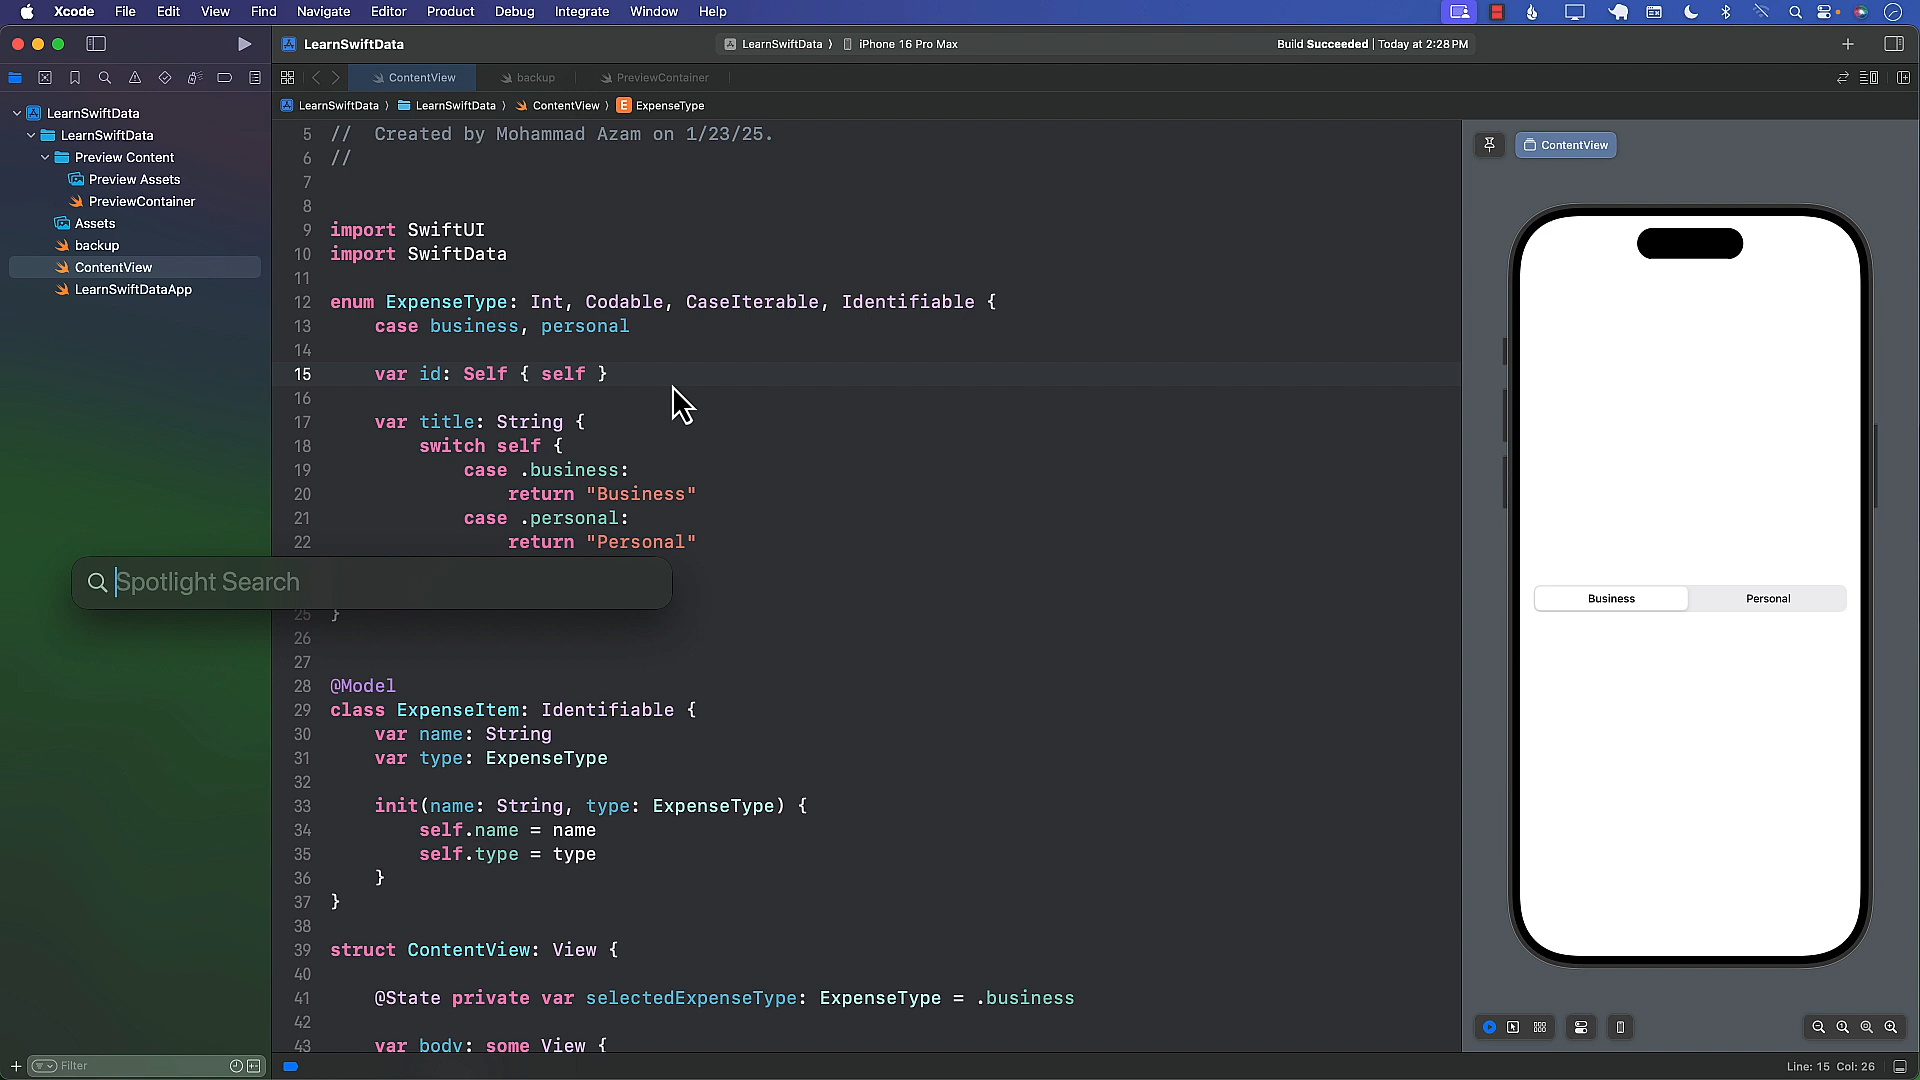 Xcode File Edit View Find Navigate Editor Product Debug Integrate Window Help
LearnSwiftData
LearnSwiftData 〉 iPhone 16 Pro Max
Build Succeeded | Today at 2:28 PM
ContentView
backup
PreviewContainer
LearnSwiftData 〉 LearnSwiftData 〉 ContentView 〉 E ExpenseType
LearnSwiftData
LearnSwiftData
Preview Content
Preview Assets
PreviewContainer
Assets
backup
ContentView
LearnSwiftDataApp
5 // Created by Mohammad Azam on 1/23/25.
6 //
7
8
9 import SwiftUI
10 import SwiftData
11
12 enum ExpenseType: Int, Codable, CaseIterable, Identifiable {
13 case business, personal
14
15 var id: Self { self }
16
17 var title: String {
18 switch self {
19 case .business:
20 return "Business"
21 case .personal:
22 return "Personal"
Spotlight Search
25 }
26
27
28 @Model
29 class ExpenseItem: Identifiable {
30 var name: String
31 var type: ExpenseType
32
33 init(name: String, type: ExpenseType) {
34 self.name = name
35 self.type = type
36 }
37 }
38
39 struct ContentView: View {
40
41 @State private var selectedExpenseType: ExpenseType = .business
42
43 var body: some View {
ContentView
Business
Personal
Filter
Line: 15 Col: 26